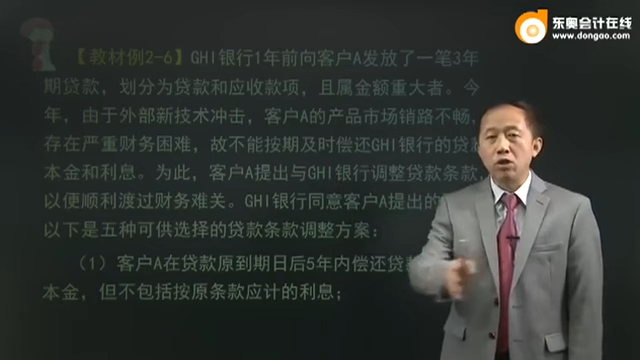 东奥会计在线
www.dongao.com
【教材例2-6】GHI银行1年前向客户A发放了一笔3年
期贷款，划分为贷款和应收款项，且属金额重大者。今
年，由于外部新技术冲击，客户A的产品市场销路不畅，
存在严重财务困难，故不能按期及时偿还GHI银行的贷
本金和利息。为此，客户A提出与GHI银行调整贷款条款
以便顺利渡过财务难关。GHI银行同意客户A提出的
以下是五种可供选择的贷款条款调整方案：
（1）客户A在贷款原到期日后5年内偿还贷
本金，但不包括按原条款应计的利息；